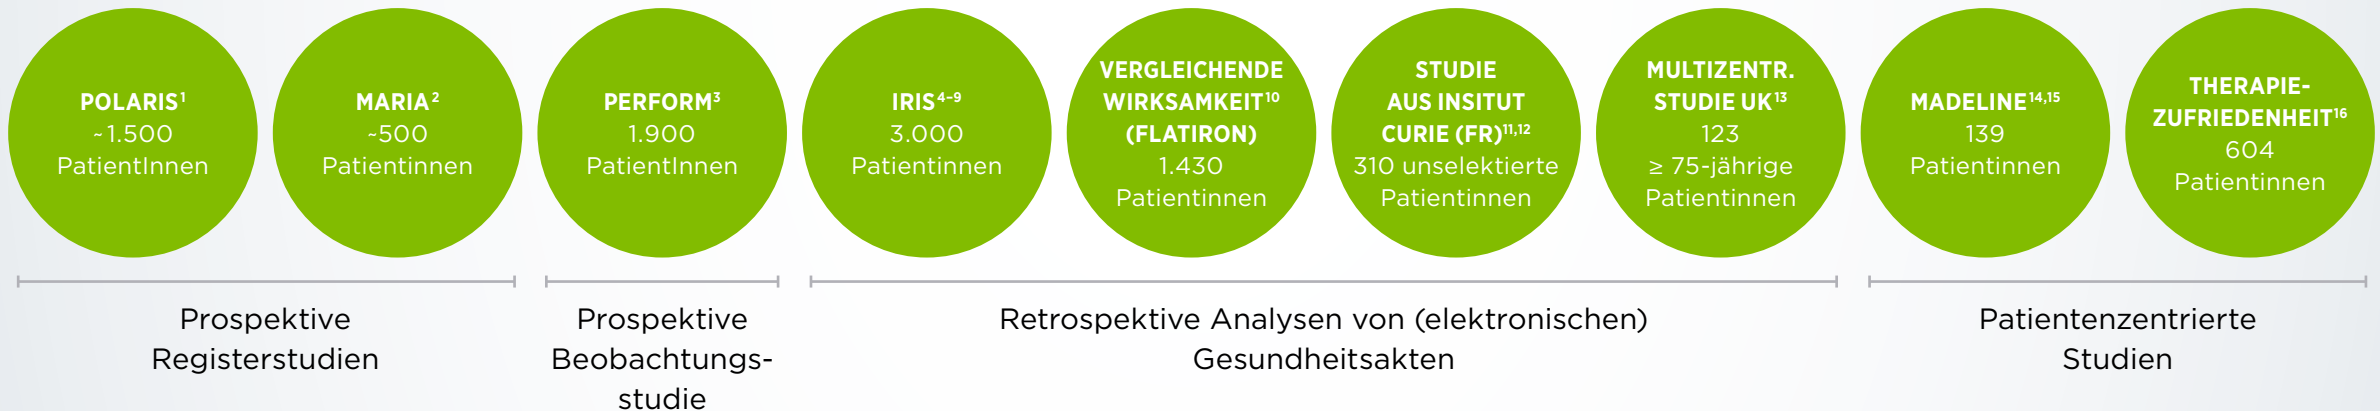 POLARIS¹
~1.500
PatientInnen
MARIA²
~500
Patientinnen
PERFORM³
1.900
PatientInnen
IRIS⁴⁻⁹
3.000
Patientinnen
VERGLEICHENDE
WIRKSAMKEIT¹⁰
(FLATIRON)
1.430
Patientinnen
STUDIE
AUS INSITUT
CURIE (FR)¹¹,¹²
310 unselektierte
Patientinnen
MULTIZENTR.
STUDIE UK¹³
123
≥ 75-jährige
Patientinnen
MADELINE¹⁴,¹⁵
139
Patientinnen
THERAPIE-
ZUFRIEDENHEIT¹⁶
604
Patientinnen
Prospektive
Registerstudien
Prospektive
Beobachtungs-
studie
Retrospektive Analysen von (elektronischen)
Gesundheitsakten
Patientenzentrierte
Studien